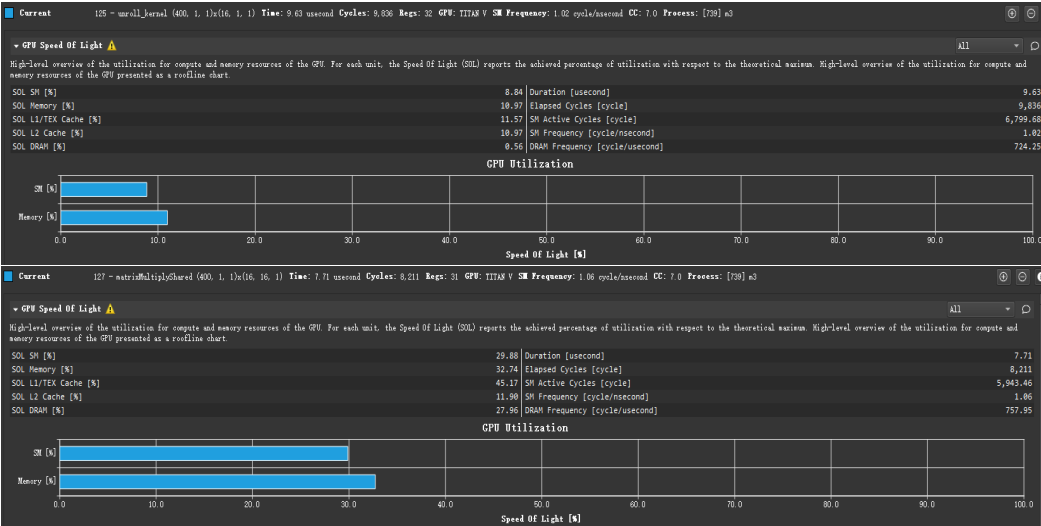 Current 125 - unroll_kernel (400, 1, 1)x(16, 1, 1) Time: 9.63 usecond Cycles: 9,836 Regs: 32 GPU: TITAN V SM Frequency: 1.02 cycle/nsecond CC: 7.0 Process: [739] m3
GPU Speed Of Light All
High-level overview of the utilization for compute and memory resources of the GPU. For each unit, the Speed Of Light (SOL) reports the achieved percentage of utilization with respect to the theoretical maximum. High-level overview of the utilization for compute and
memory resources of the GPU presented as a roofline chart.
SOL SM [%] 8.84 Duration [usecond] 9.63
SOL Memory [%] 10.97 Elapsed Cycles [cycle] 9,836
SOL L1/TEX Cache [%] 11.57 SM Active Cycles [cycle] 6,799.68
SOL L2 Cache [%] 10.97 SM Frequency [cycle/nsecond] 1.02
SOL DRAM [%] 0.56 DRAM Frequency [cycle/usecond] 724.25
GPU Utilization
SM [%]
Memory [%]
0.0 10.0 20.0 30.0 40.0 50.0 60.0 70.0 80.0 90.0 100.
Speed Of Light [%]
Current 127 - matrixMultiplyShared (400, 1, 1)x(16, 16, 1) Time: 7.71 usecond Cycles: 8,211 Regs: 31 GPU: TITAN V SM Frequency: 1.06 cycle/nsecond CC: 7.0 Process: [739] m3
GPU Speed Of Light All
High-level overview of the utilization for compute and memory resources of the GPU. For each unit, the Speed Of Light (SOL) reports the achieved percentage of utilization with respect to the theoretical maximum. High-level overview of the utilization for compute and
memory resources of the GPU presented as a roofline chart.
SOL SM [%] 29.88 Duration [usecond] 7.71
SOL Memory [%] 32.74 Elapsed Cycles [cycle] 8,211
SOL L1/TEX Cache [%] 45.17 SM Active Cycles [cycle] 5,943.46
SOL L2 Cache [%] 11.90 SM Frequency [cycle/nsecond] 1.06
SOL DRAM [%] 27.96 DRAM Frequency [cycle/usecond] 757.95
GPU Utilization
SM [%]
Memory [%]
0.0 10.0 20.0 30.0 40.0 50.0 60.0 70.0 80.0 90.0 100.
Speed Of Light [%]